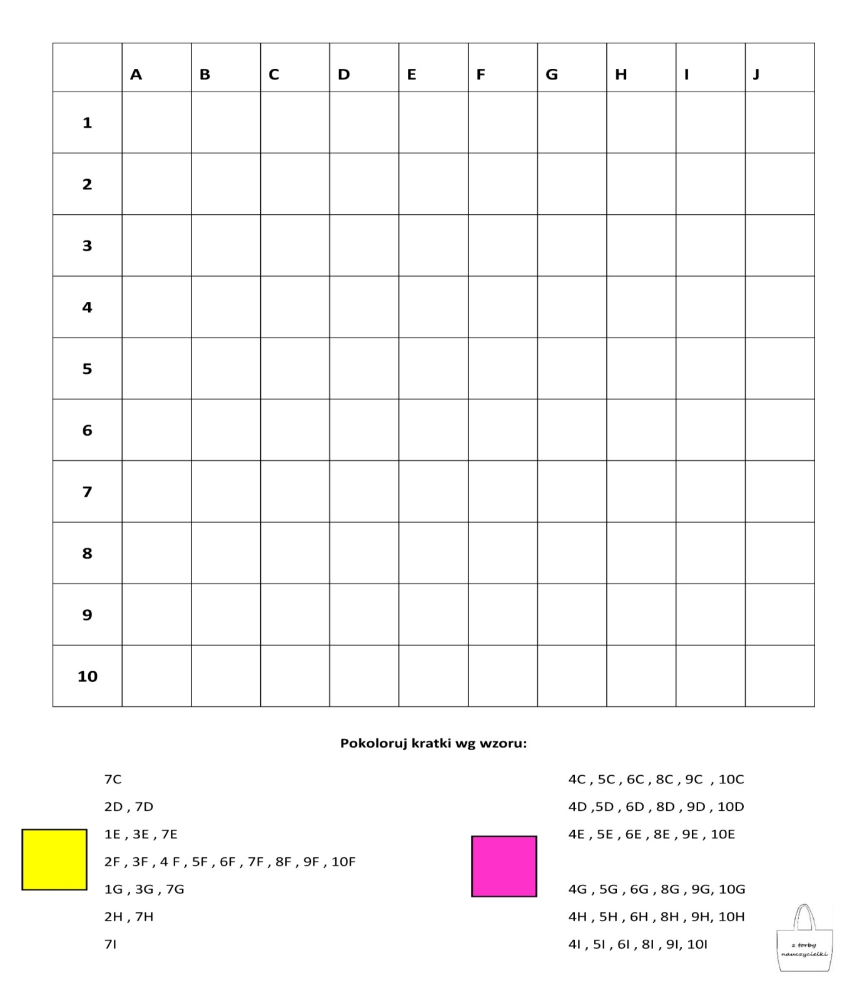 A B C D E F G H I J
1
2
3
4
5
6
7
8
9
10
Pokoloruj kratki wg wzoru:
7C
2D , 7D
1E , 3E , 7E
2F , 3F , 4 F , 5F , 6F , 7F , 8F , 9F , 10F
1G , 3G , 7G
2H , 7H
7I
4C , 5C , 6C , 8C , 9C  , 10C
4D ,5D , 6D , 8D , 9D , 10D
4E , 5E , 6E , 8E , 9E , 10E
4G , 5G , 6G , 8G , 9G, 10G
4H , 5H , 6H , 8H , 9H, 10H
4I , 5I , 6I , 8I , 9I, 10I
z torby
nauczycielki